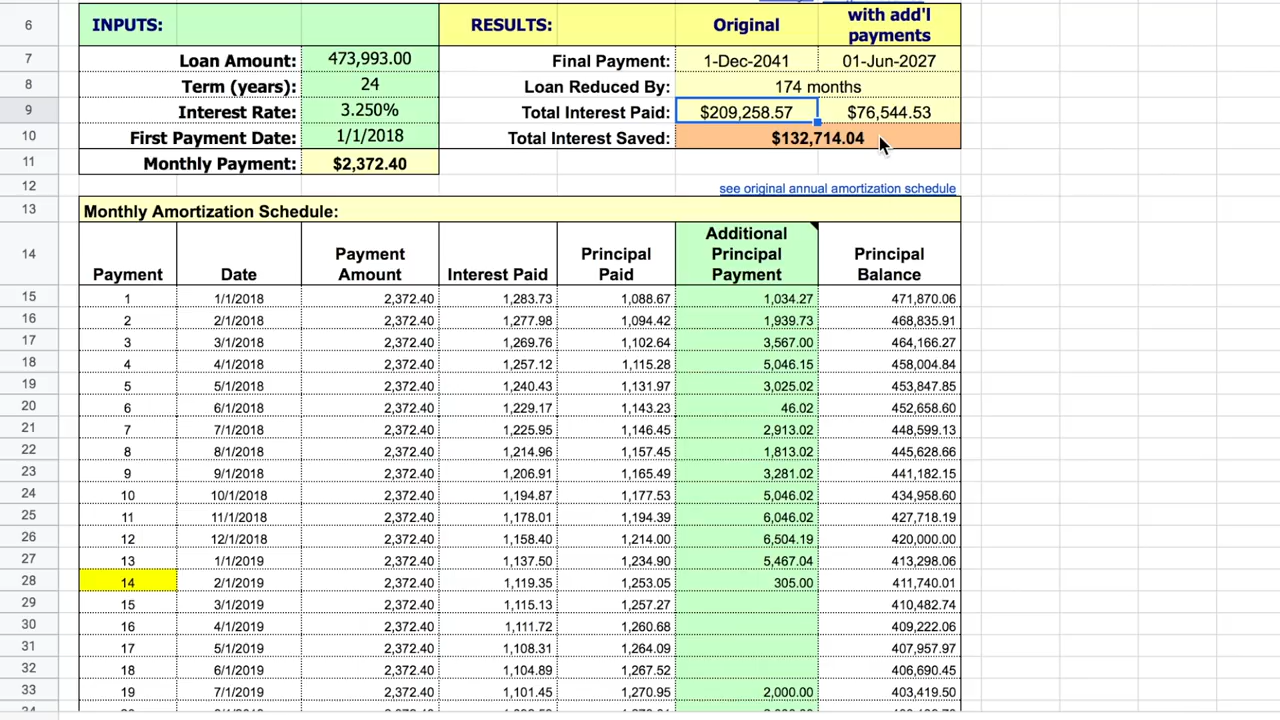 6 INPUTS: RESULTS: Original with add'l payments
7 Loan Amount: 473,993.00 Final Payment: 1-Dec-2041 01-Jun-2027
8 Term (years): 24 Loan Reduced By: 174 months
9 Interest Rate: 3.250% Total Interest Paid: $209,258.57 $76,544.53
10 First Payment Date: 1/1/2018 Total Interest Saved: $132,714.04
11 Monthly Payment: $2,372.40
12 see original annual amortization schedule
13 Monthly Amortization Schedule:
14 Payment Date Payment Amount Interest Paid Principal Paid Additional Principal Payment Principal Balance
15 1 1/1/2018 2,372.40 1,283.73 1,088.67 1,034.27 471,870.06
16 2 2/1/2018 2,372.40 1,277.98 1,094.42 1,939.73 468,835.91
17 3 3/1/2018 2,372.40 1,269.76 1,102.64 3,567.00 464,166.27
18 4 4/1/2018 2,372.40 1,257.12 1,115.28 5,046.15 458,004.84
19 5 5/1/2018 2,372.40 1,240.43 1,131.97 3,025.02 453,847.85
20 6 6/1/2018 2,372.40 1,229.17 1,143.23 46.02 452,658.60
21 7 7/1/2018 2,372.40 1,225.95 1,146.45 2,913.02 448,599.13
22 8 8/1/2018 2,372.40 1,214.96 1,157.45 1,813.02 445,628.66
23 9 9/1/2018 2,372.40 1,206.91 1,165.49 3,281.02 441,182.15
24 10 10/1/2018 2,372.40 1,194.87 1,177.53 5,046.02 434,958.60
25 11 11/1/2018 2,372.40 1,178.01 1,194.39 6,046.02 427,718.19
26 12 12/1/2018 2,372.40 1,158.40 1,214.00 6,504.19 420,000.00
27 13 1/1/2019 2,372.40 1,137.50 1,234.90 5,467.04 413,298.06
28 14 2/1/2019 2,372.40 1,119.35 1,253.05 305.00 411,740.01
29 15 3/1/2019 2,372.40 1,115.13 1,257.27 410,482.74
30 16 4/1/2019 2,372.40 1,111.72 1,260.68 409,222.06
31 17 5/1/2019 2,372.40 1,108.31 1,264.09 407,957.97
32 18 6/1/2019 2,372.40 1,104.89 1,267.52 406,690.45
33 19 7/1/2019 2,372.40 1,101.45 1,270.95 2,000.00 403,419.50